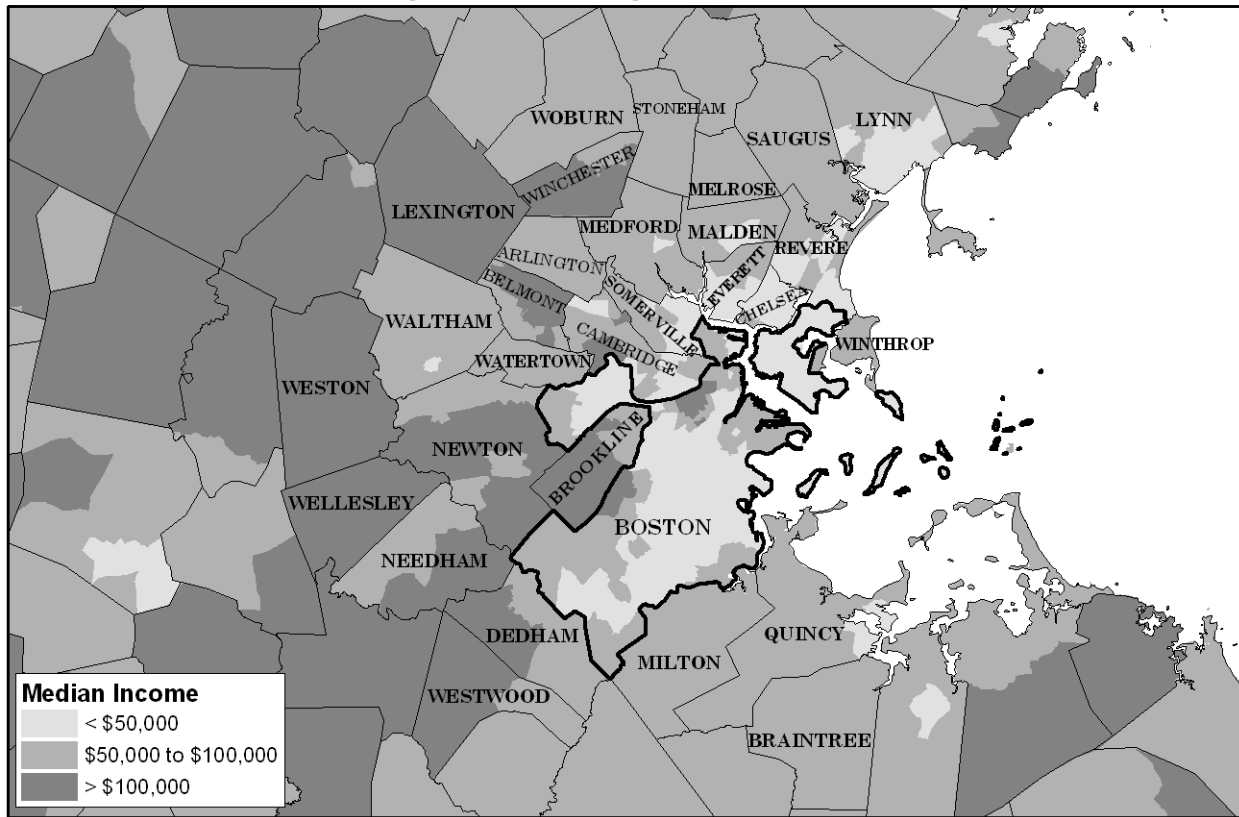 WOBURN
STONEHAM
SAUGUS
LYNN
WINCHESTER
MELROSE
LEXINGTON
MEDFORD
MALDEN
REVERE
ARLINGTON
EVERETT
BELMONT
SOMERVILLE
CHELSEA
WALTHAM
CAMBRIDGE
WINTHROP
WATERTOWN
WESTON
NEWTON
BROOKLINE
WELLESLEY
BOSTON
NEEDHAM
DEDHAM
QUINCY
MILTON
WESTWOOD
BRAINTREE
Median Income
< $50,000
$50,000 to $100,000
> $100,000